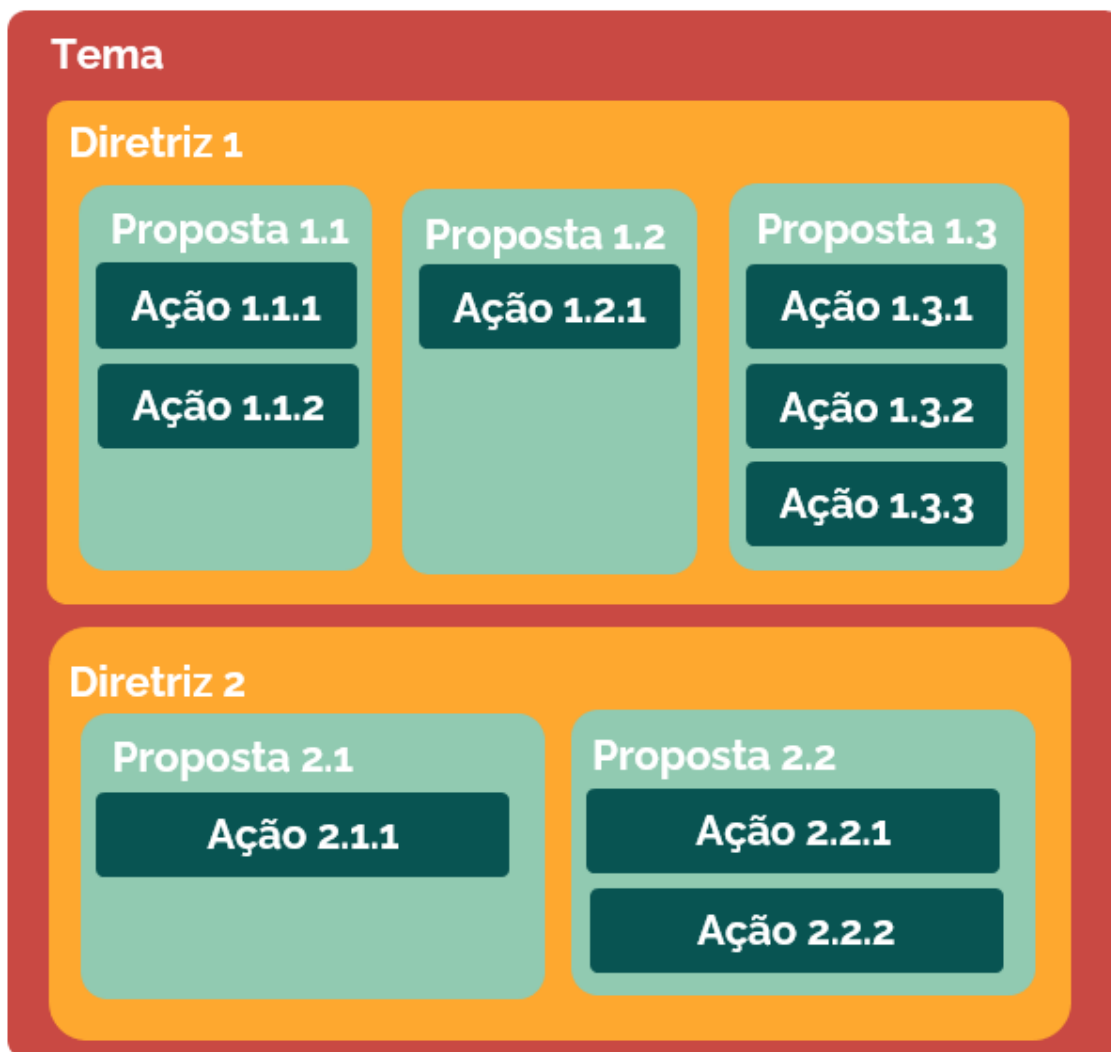 Tema
Diretriz 1
Proposta 1.1
Ação 1.1.1
Ação 1.1.2
Proposta 1.2
Ação 1.2.1
Proposta 1.3
Ação 1.3.1
Ação 1.3.2
Ação 1.3.3
Diretriz 2
Proposta 2.1
Ação 2.1.1
Proposta 2.2
Ação 2.2.1
Ação 2.2.2